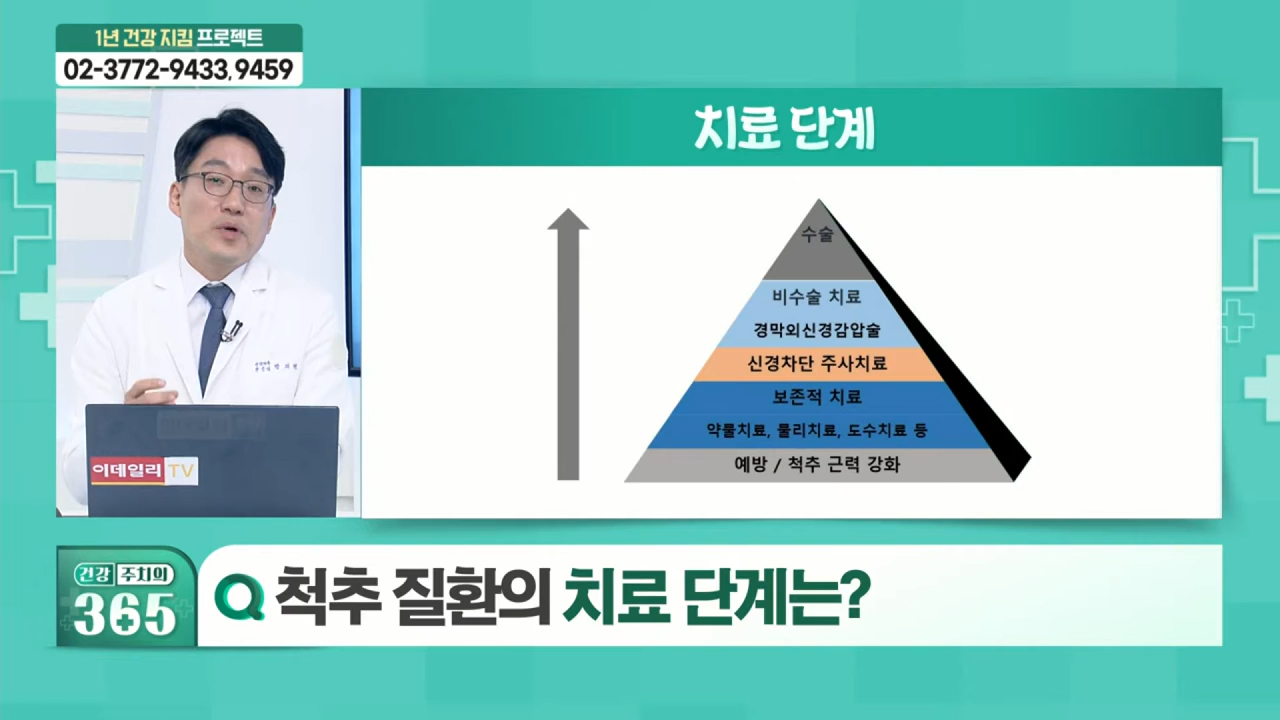 1년 건강 지킴 프로젝트
02-3772-9433, 9459
치료 단계
수술
비수술 치료
경막외신경감압술
신경차단 주사치료
보존적 치료
약물치료, 물리치료, 도수치료 등
예방 / 척추 근력 강화
이데일리 TV
건강 주치의
365
Q 척추 질환의 치료 단계는?